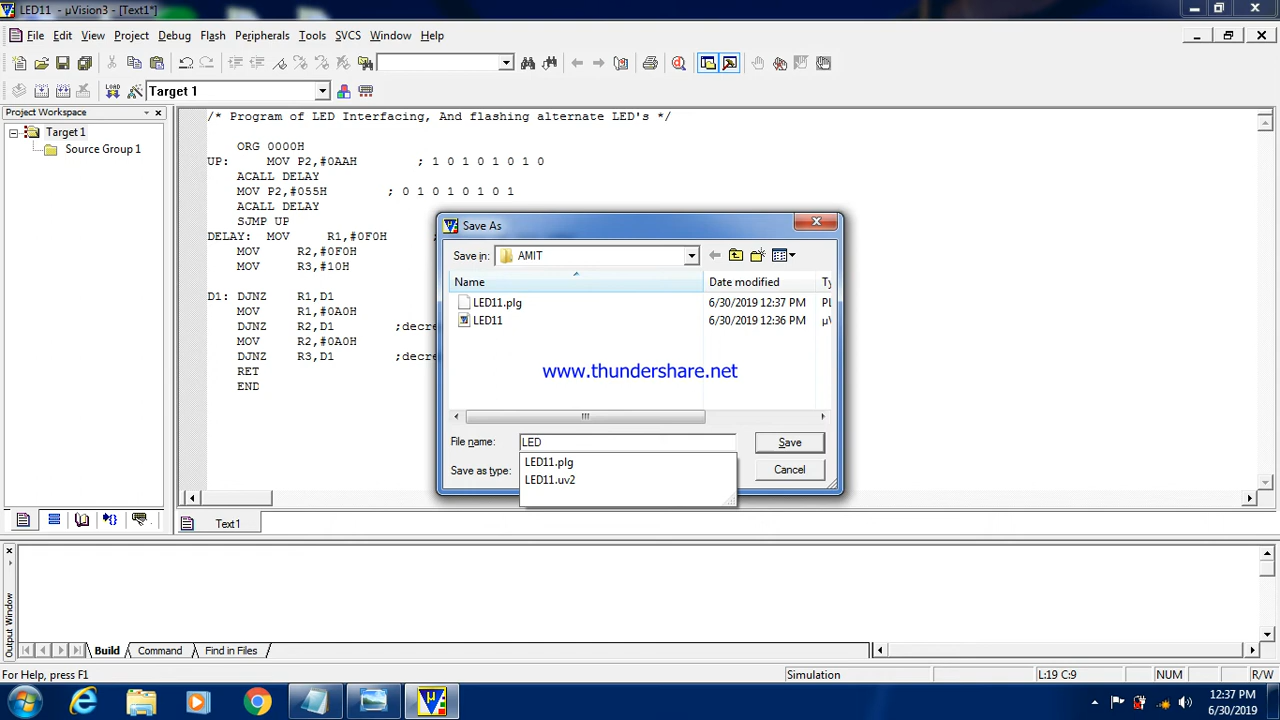 LED11 - µVision3 - [Text1*]
File Edit View Project Debug Flash Peripherals Tools SVCS Window Help
Target 1
Project Workspace
Target 1
Source Group 1
/* Program of LED Interfacing, And flashing alternate LED's */
ORG 0000H
UP: MOV P2,#0AAH ; 1 0 1 0 1 0 1 0
ACALL DELAY
MOV P2,#055H ; 0 1 0 1 0 1 0 1
ACALL DELAY
SJMP UP
DELAY: MOV R1,#0F0H
MOV R2,#0F0H
MOV R3,#10H
D1: DJNZ R1,D1
MOV R1,#0A0H
DJNZ R2,D1 ;decre
MOV R2,#0A0H
DJNZ R3,D1 ;decre
RET
END
Save As
Save in: AMIT
Name Date modified Ty
LED11.plg 6/30/2019 12:37 PM PL
LED11 6/30/2019 12:36 PM µV
www.thundershare.net
File name: LED Save
LED11.plg
Save as type: Cancel
LED11.uv2
Text1
Output Window
Build Command Find in Files
For Help, press F1 Simulation L:19 C:9 NUM R/W
12:37 PM
6/30/2019